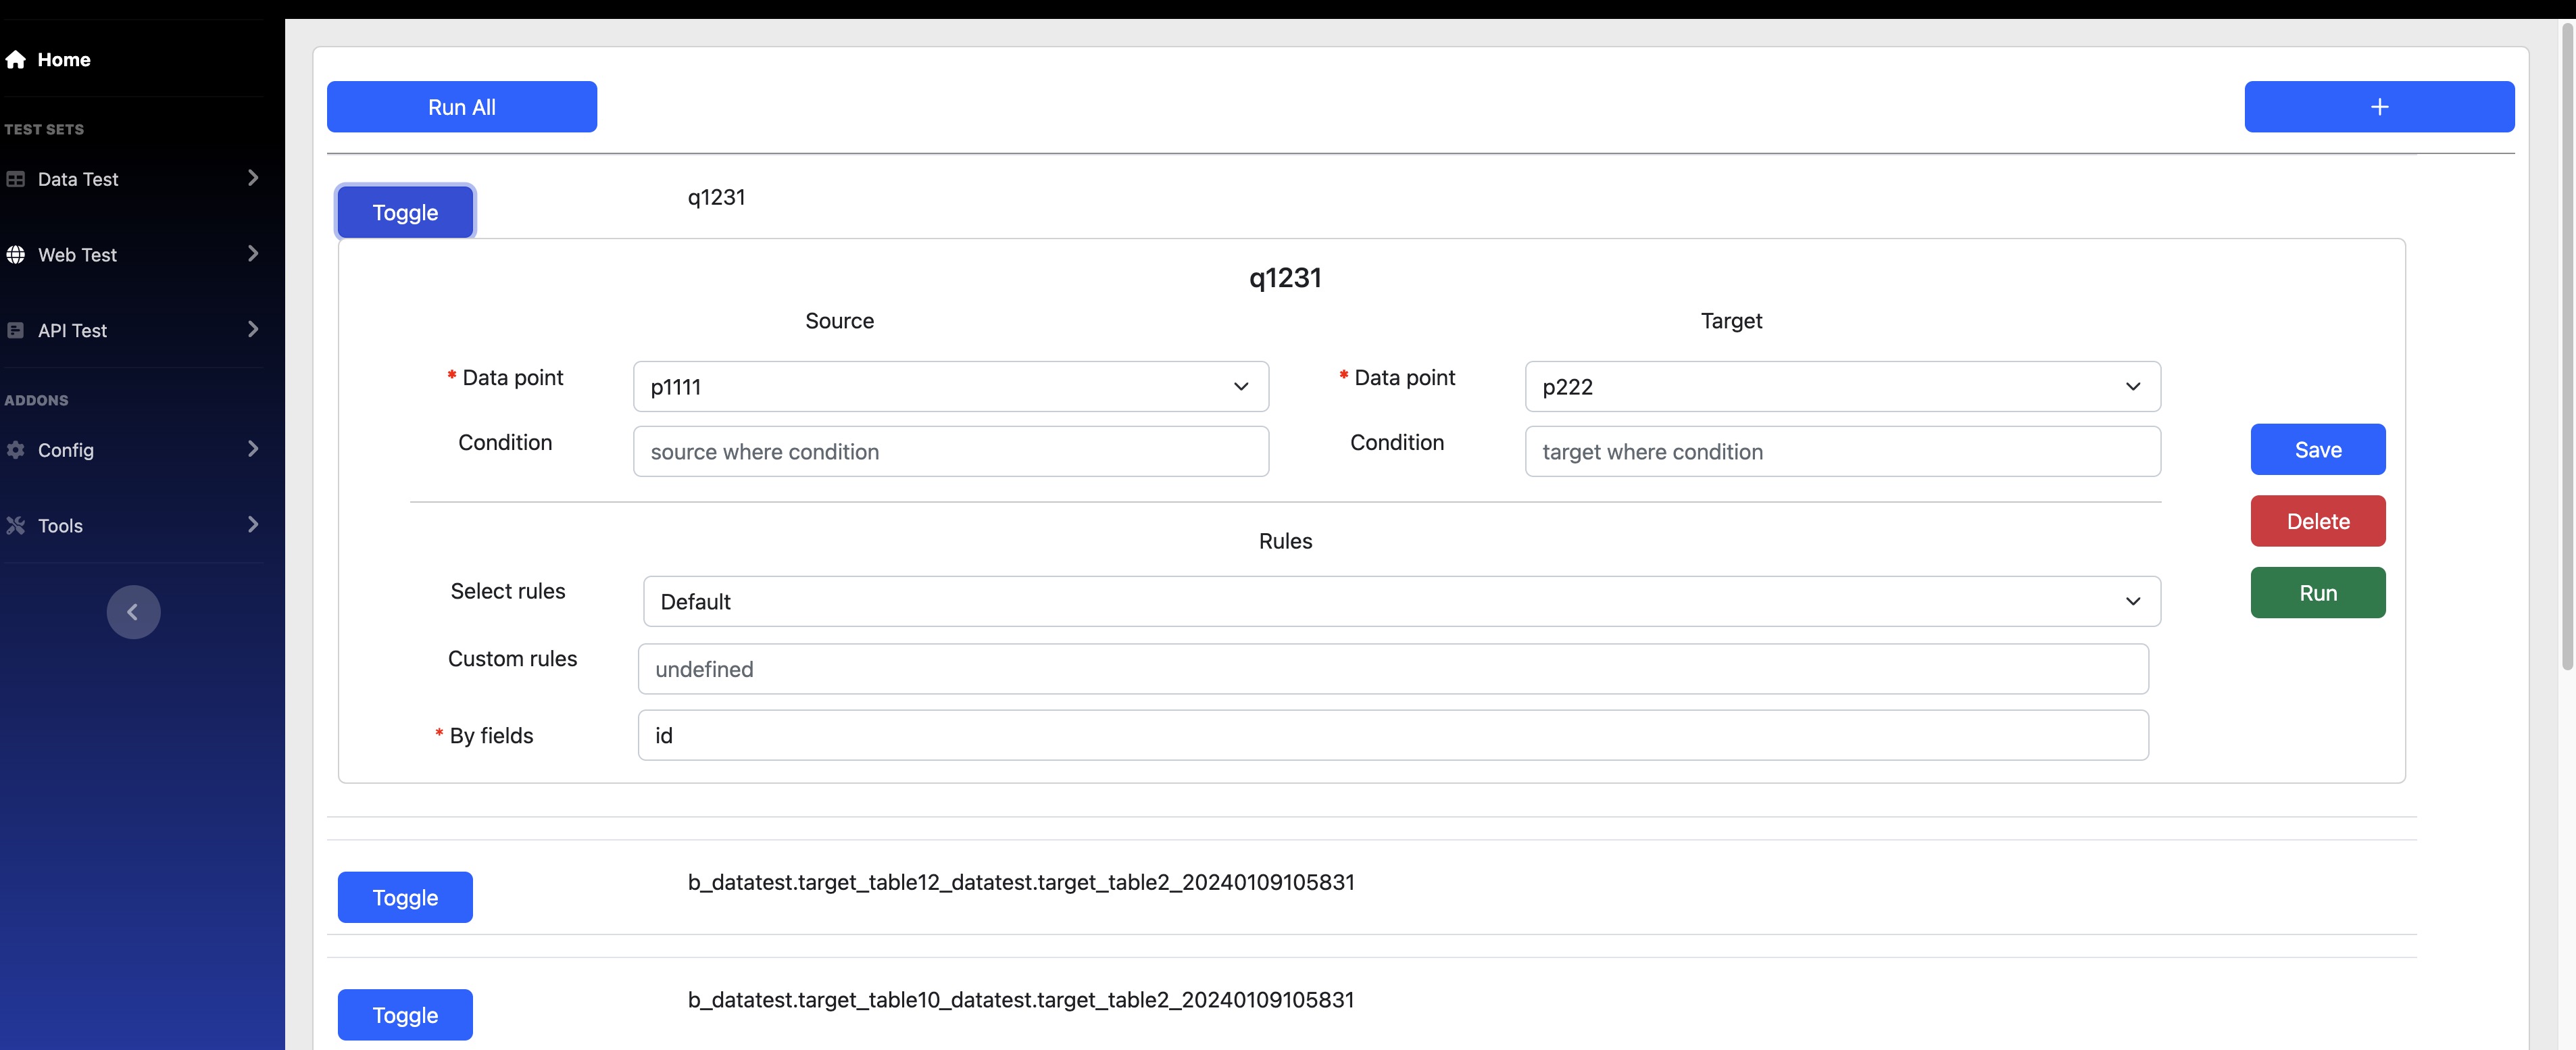 Home
TEST SETS
Data Test
Web Test
API Test
ADDONS
Config
Tools
Run All
+
Toggle
q1231
q1231
Source
Target
* Data point
p1111
* Data point
p222
Condition
source where condition
Condition
target where condition
Save
Delete
Run
Rules
Select rules
Default
Custom rules
undefined
* By fields
id
Toggle
b_datatest.target_table12_datatest.target_table2_20240109105831
Toggle
b_datatest.target_table10_datatest.target_table2_20240109105831